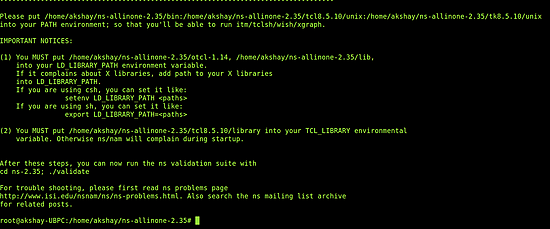 Please put /home/akshay/ns-allinone-2.35/bin:/home/akshay/ns-allinone-2.35/tcl8.5.10/unix:/home/akshay/ns-allinone-2.35/tk8.5.10/unix
into your PATH environment; so that you'll be able to run itm/tclsh/wish/xgraph.
IMPORTANT NOTICES:
(1) You MUST put /home/akshay/ns-allinone-2.35/otcl-1.14, /home/akshay/ns-allinone-2.35/lib,
into your LD_LIBRARY_PATH environment variable.
If it complains about X libraries, add path to your X libraries
into LD_LIBRARY_PATH.
If you are using csh, you can set it like:
setenv LD_LIBRARY_PATH <paths>
If you are using sh, you can set it like:
export LD_LIBRARY_PATH=<paths>
(2) You MUST put /home/akshay/ns-allinone-2.35/tcl8.5.10/library into your TCL_LIBRARY environmental
variable. Otherwise ns/nam will complain during startup.
After these steps, you can now run the ns validation suite with
cd ns-2.35; ./validate
For trouble shooting, please first read ns problems page
http://www.isi.edu/nsnam/ns/ns-problems.html. Also search the ns mailing list archive
for related posts.
root@akshay-UBPC:/home/akshay/ns-allinone-2.35#